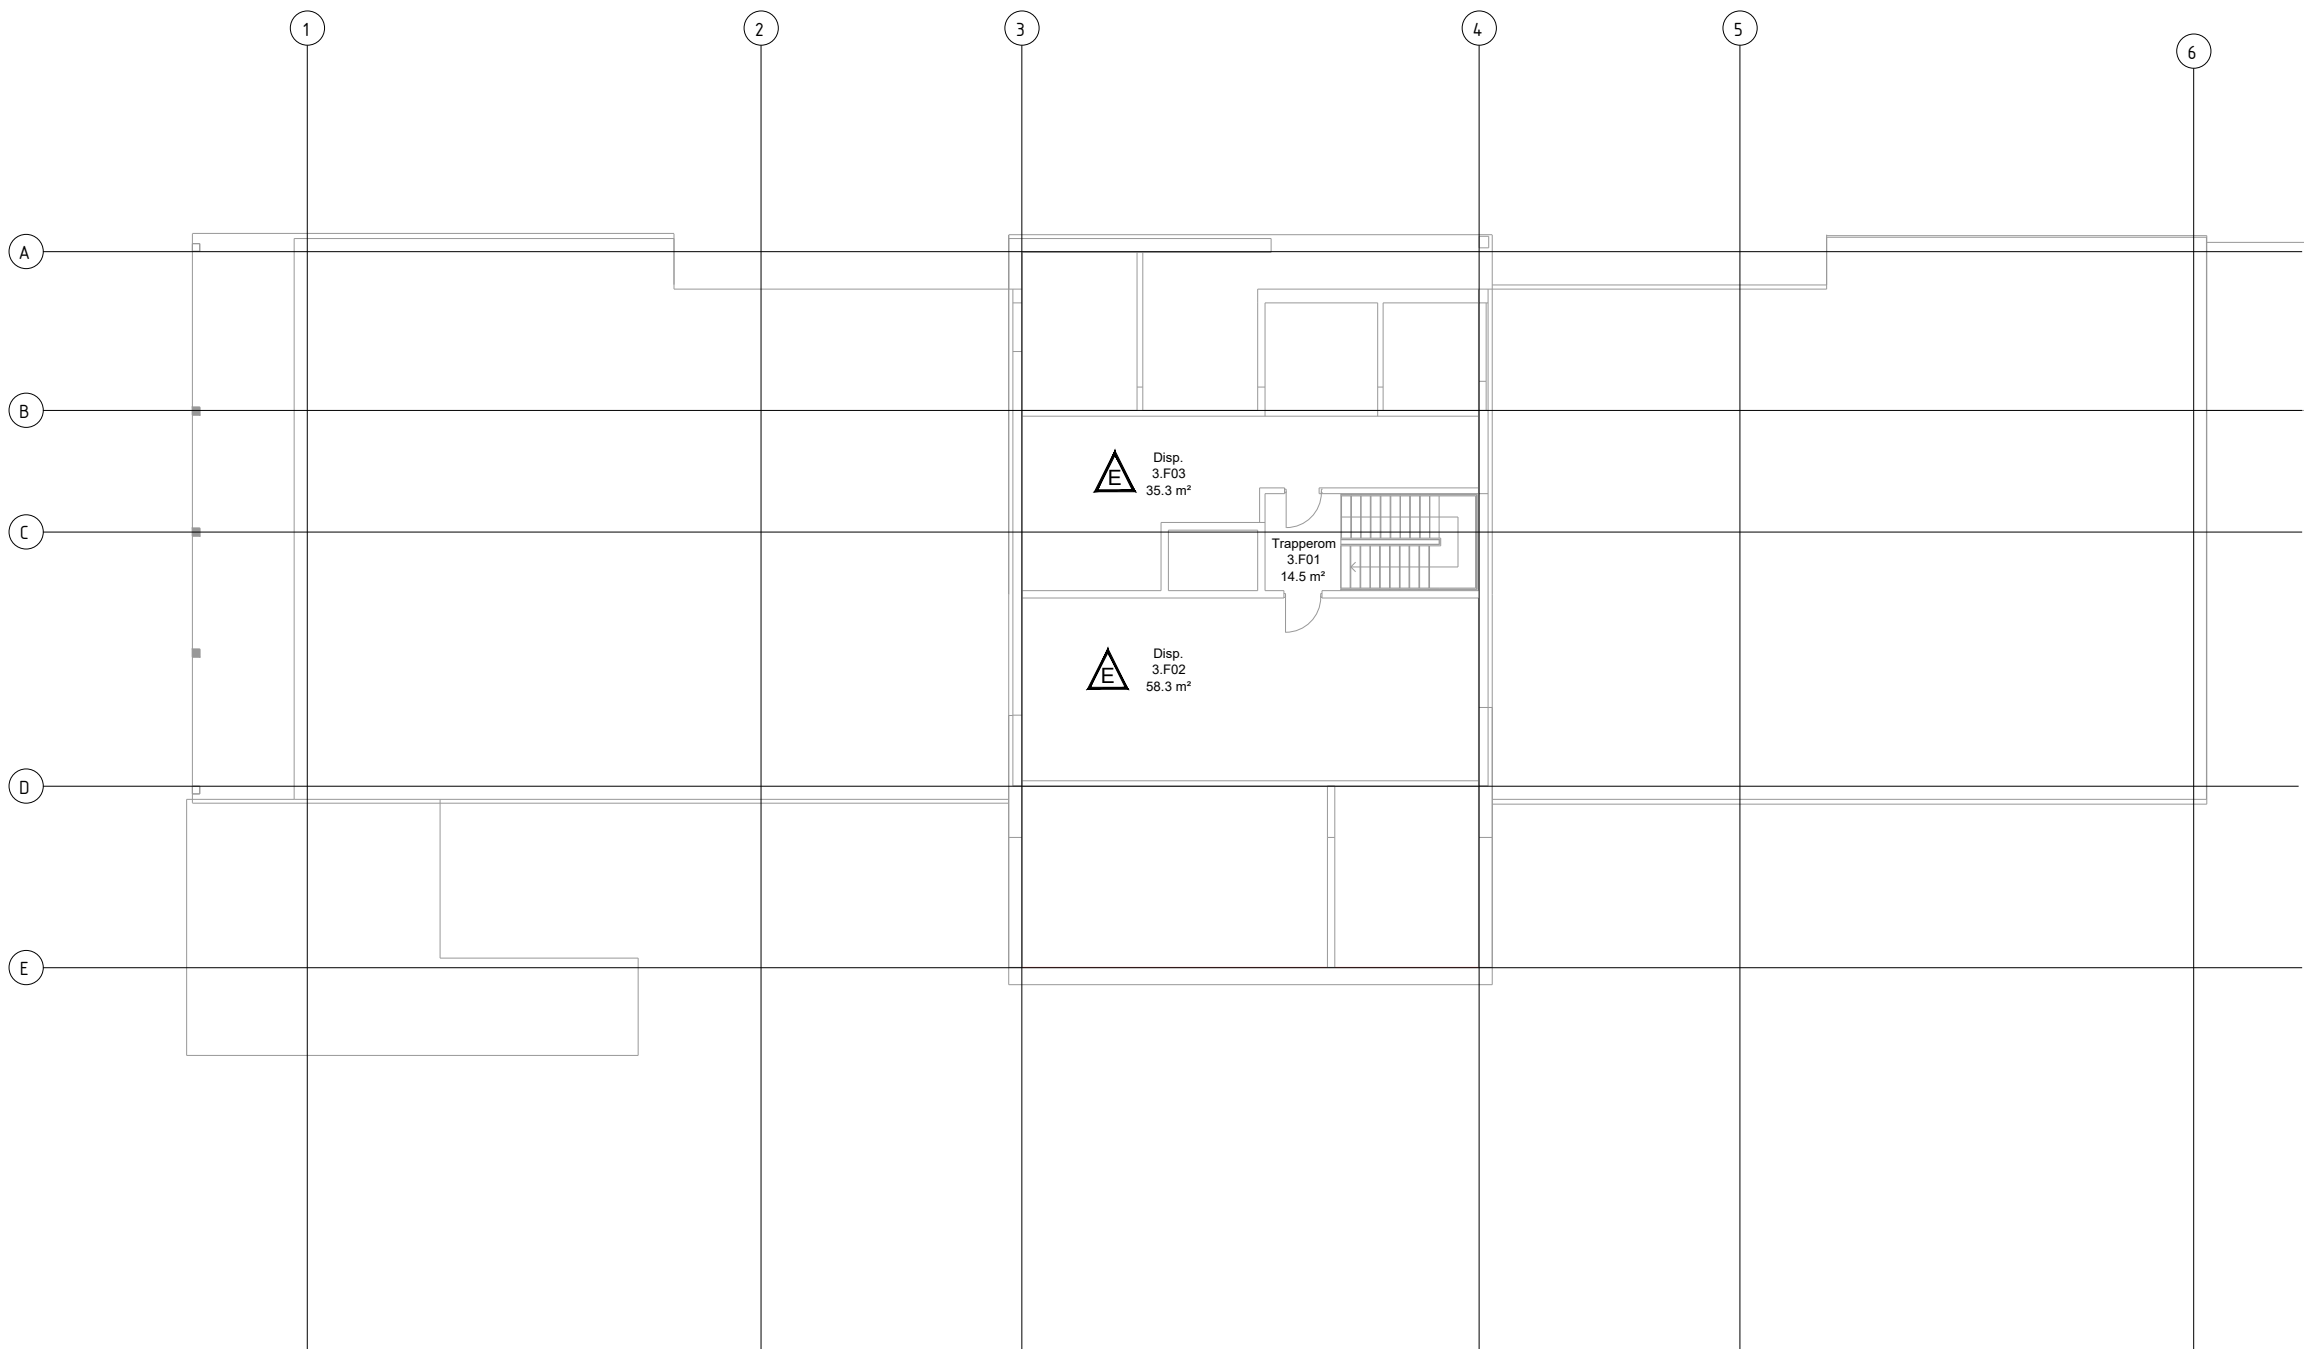 1
2
3
4
5
6
A
B
E
Disp.
3.F03
35.3 m²
C
Trapperom
3.F01
14.5 m²
E
Disp.
3.F02
58.3 m²
D
E